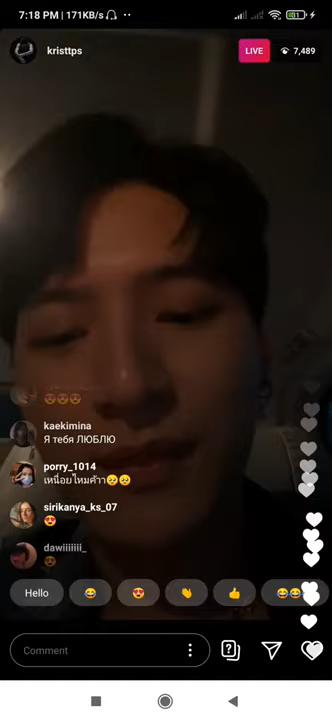 7:18 PM | 171KB/s
81
kristtps
LIVE
7,489
kaekimina
Я тебя ЛЮБЛЮ
porry_1014
เหนื่อยไหมค้าา🥺🥺
sirikanya_ks_07
dawiiiiiii_
Hello
Comment